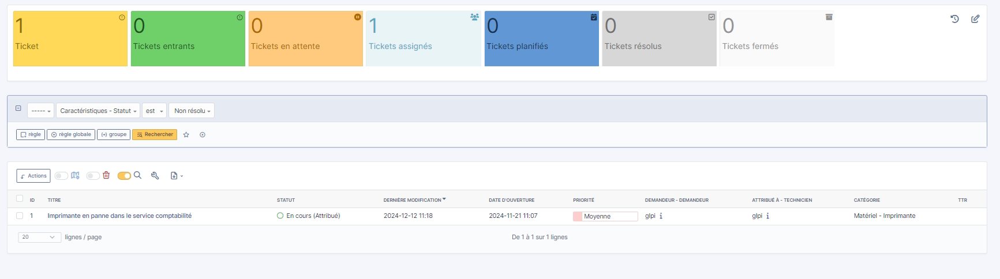 1 0 0 1 0 0 0
Ticket Tickets entrants Tickets en attente Tickets assignés Tickets planifiés Tickets résolus Tickets fermés
----- Caractéristiques - Statut est Non résolu
règle règle globale groupe Rechercher
Actions
ID TITRE STATUT DERNIÈRE MODIFICATION DATE D'OUVERTURE PRIORITÉ DEMANDEUR - DEMANDEUR ATTRIBUÉ À - TECHNICIEN CATÉGORIE TTR
1 Imprimante en panne dans le service comptabilité En cours (Attribué) 2024-12-12 11:18 2024-11-21 11:07 Moyenne glpi glpi Matériel - Imprimante
20 lignes / page De 1 à 1 sur 1 lignes